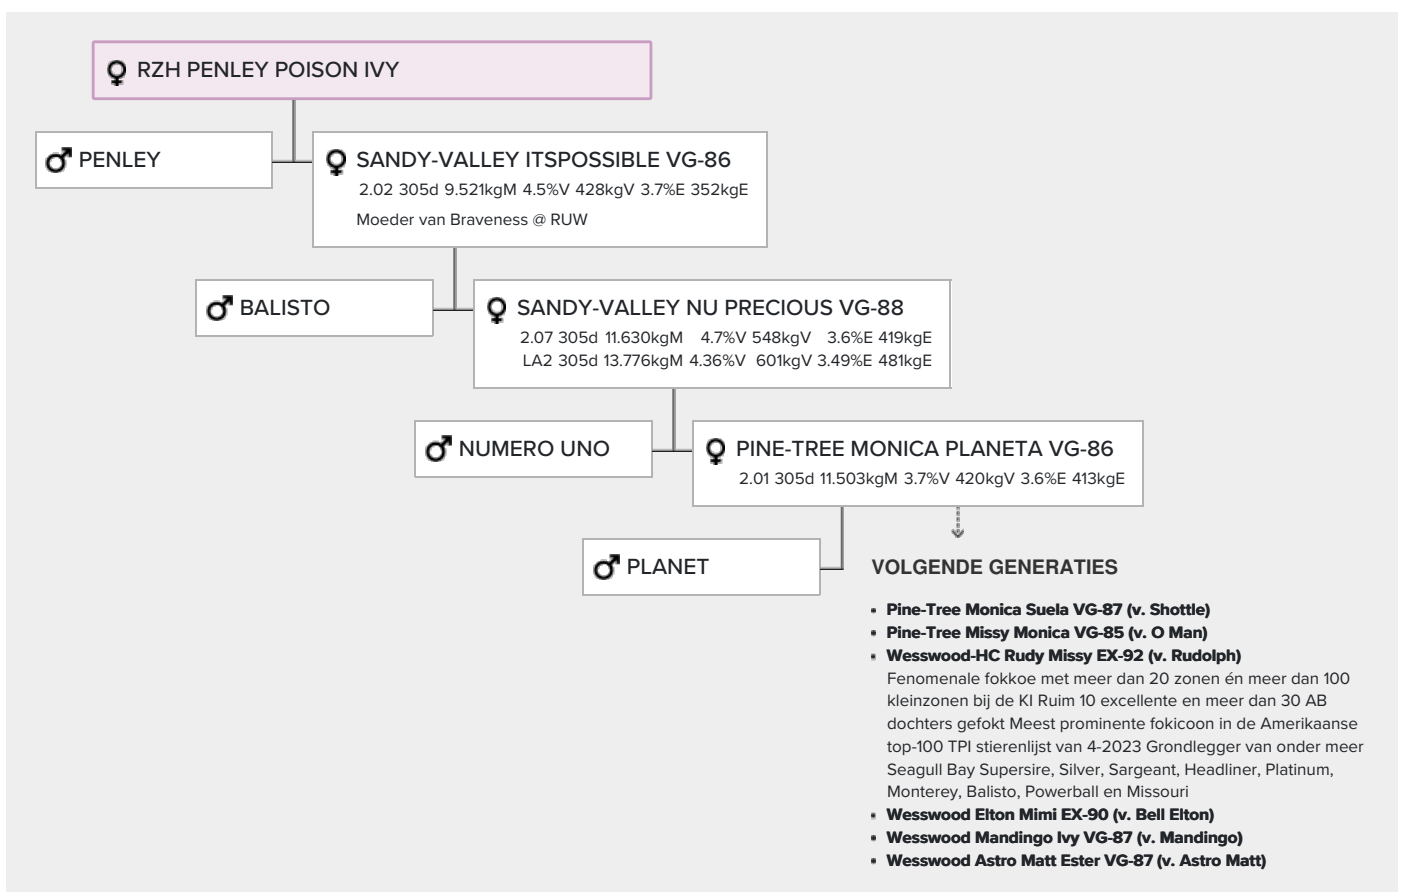 RZH PENLEY POISON IVY
PENLEY
SANDY-VALLEY ITSPOSSIBLE VG-86
2.02 305d 9.521kgM 4.5%V 428kgV 3.7%E 352kgE
Moeder van Braveness @ RUW
BALISTO
SANDY-VALLEY NU PRECIOUS VG-88
2.07 305d 11.630kgM 4.7%V 548kgV 3.6%E 419kgE
LA2 305d 13.776kgM 4.36%V 601kgV 3.49%E 481kgE
NUMERO UNO
PINE-TREE MONICA PLANETA VG-86
2.01 305d 11.503kgM 3.7%V 420kgV 3.6%E 413kgE
PLANET
VOLGENDE GENERATIES
Pine-Tree Monica Suela VG-87 (v. Shottle)
Pine-Tree Missy Monica VG-85 (v. O Man)
Wesswood-HC Rudy Missy EX-92 (v. Rudolph)
Fenomenale fokkoe met meer dan 20 zonen én meer dan 100
kleinzonen bij de KI Ruim 10 excellente en meer dan 30 AB
dochters gefokt Meest prominente fokicoon in de Amerikaanse
top-100 TPI stierenlijst van 4-2023 Grondlegger van onder meer
Seagull Bay Supersire, Silver, Sargeant, Headliner, Platinum,
Monterey, Balisto, Powerball en Missouri
Wesswood Elton Mimi EX-90 (v. Bell Elton)
Wesswood Mandingo Ivy VG-87 (v. Mandingo)
Wesswood Astro Matt Ester VG-87 (v. Astro Matt)